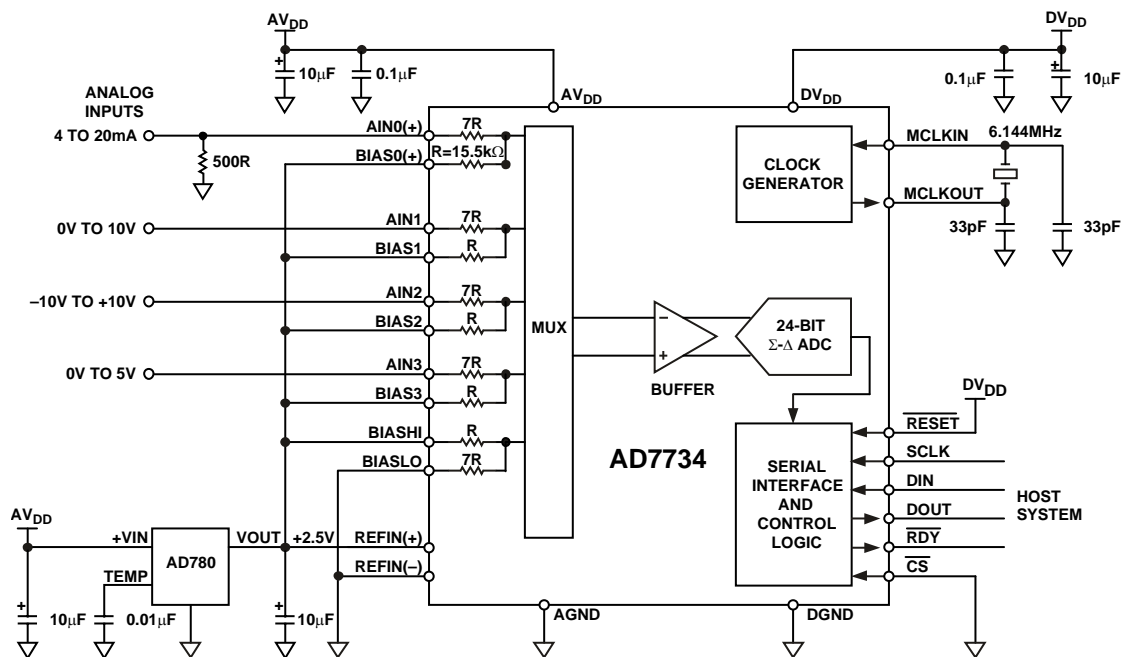 AVDD
DVDD
10μF
0.1μF
0.1μF
10μF
ANALOG
INPUTS
AVDD
DVDD
4 TO 20mA
AIN0(+)
7R
MCLKIN
6.144MHz
500R
BIAS0(+)
R=15.5kΩ
CLOCK
GENERATOR
MCLKOUT
0V TO 10V
AIN1
7R
33pF
33pF
BIAS1
R
–10V TO +10V
AIN2
7R
BIAS2
R
MUX
–
+
BUFFER
24-BIT
Σ-Δ ADC
0V TO 5V
AIN3
7R
BIAS3
R
DVDD
BIASHI
R
RESET
BIASLO
7R
AD7734
SERIAL
INTERFACE
AND
CONTROL
LOGIC
SCLK
DIN
DOUT
RDY
CS
HOST
SYSTEM
AVDD
+VIN
AD780
VOUT
+2.5V
REFIN(+)
TEMP
REFIN(–)
10μF
0.01μF
10μF
AGND
DGND